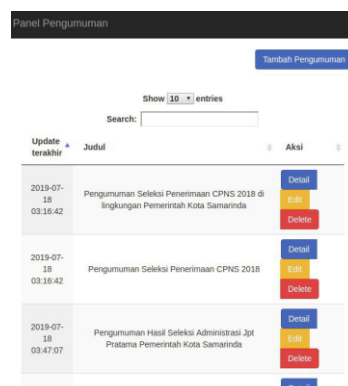 Panel Pengumuman
Tambah Pengumuman
Show 10 entries
Search:
Update terakhir Judul Aksi
2019-07-18 03:16:42
Pengumuman Seleksi Penerimaan CPNS 2018 di
lingkungan Pemerintah Kota Samarinda
Detail
Edit
Delete
2019-07-18 03:16:42
Pengumuman Seleksi Penerimaan CPNS 2018
Detail
Edit
Delete
2019-07-18 03:47:07
Pengumuman Hasil Seleksi Administrasi Jpt
Pratama Pemerintah Kota Samarinda
Detail
Edit
Delete